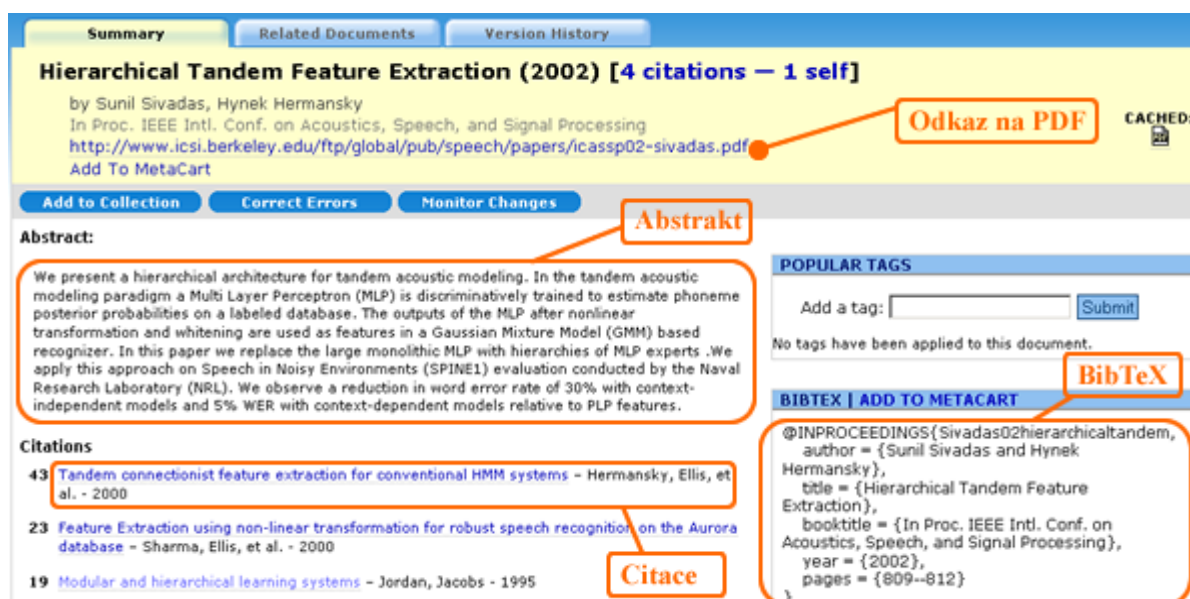 Summary
Related Documents
Version History
Hierarchical Tandem Feature Extraction (2002) [4 citations — 1 self]
by Sunil Sivadas, Hynek Hermansky
In Proc. IEEE Intl. Conf. on Acoustics, Speech, and Signal Processing
http://www.icsi.berkeley.edu/ftp/global/pub/speech/papers/icassp02-sivadas.pdf
Add To MetaCart
Odkaz na PDF
CACHED:
Add to Collection
Correct Errors
Monitor Changes
Abstrakt
Abstract:
We present a hierarchical architecture for tandem acoustic modeling. In the tandem acoustic
modeling paradigm a Multi Layer Perceptron (MLP) is discriminatively trained to estimate phoneme
posterior probabilities on a labeled database. The outputs of the MLP after nonlinear
transformation and whitening are used as features in a Gaussian Mixture Model (GMM) based
recognizer. In this paper we replace the large monolithic MLP with hierarchies of MLP experts .We
apply this approach on Speech in Noisy Environments (SPINE1) evaluation conducted by the Naval
Research Laboratory (NRL). We observe a reduction in word error rate of 30% with context-
independent models and 5% WER with context-dependent models relative to PLP features.
Citations
43 Tandem connectionist feature extraction for conventional HMM systems – Hermansky, Ellis, et
al. - 2000
23 Feature Extraction using non-linear transformation for robust speech recognition on the Aurora
database – Sharma, Ellis, et al. - 2000
19 Modular and hierarchical learning systems – Jordan, Jacobs - 1995
Citace
POPULAR TAGS
Add a tag:
Submit
No tags have been applied to this document.
BibTeX
BIBTEX | ADD TO METACART
@INPROCEEDINGS{Sivadas02hierarchicaltandem,
author = {Sunil Sivadas and Hynek
Hermansky},
title = {Hierarchical Tandem Feature
Extraction},
booktitle = {In Proc. IEEE Intl. Conf. on
Acoustics, Speech, and Signal Processing},
year = {2002},
pages = {809--812}
}